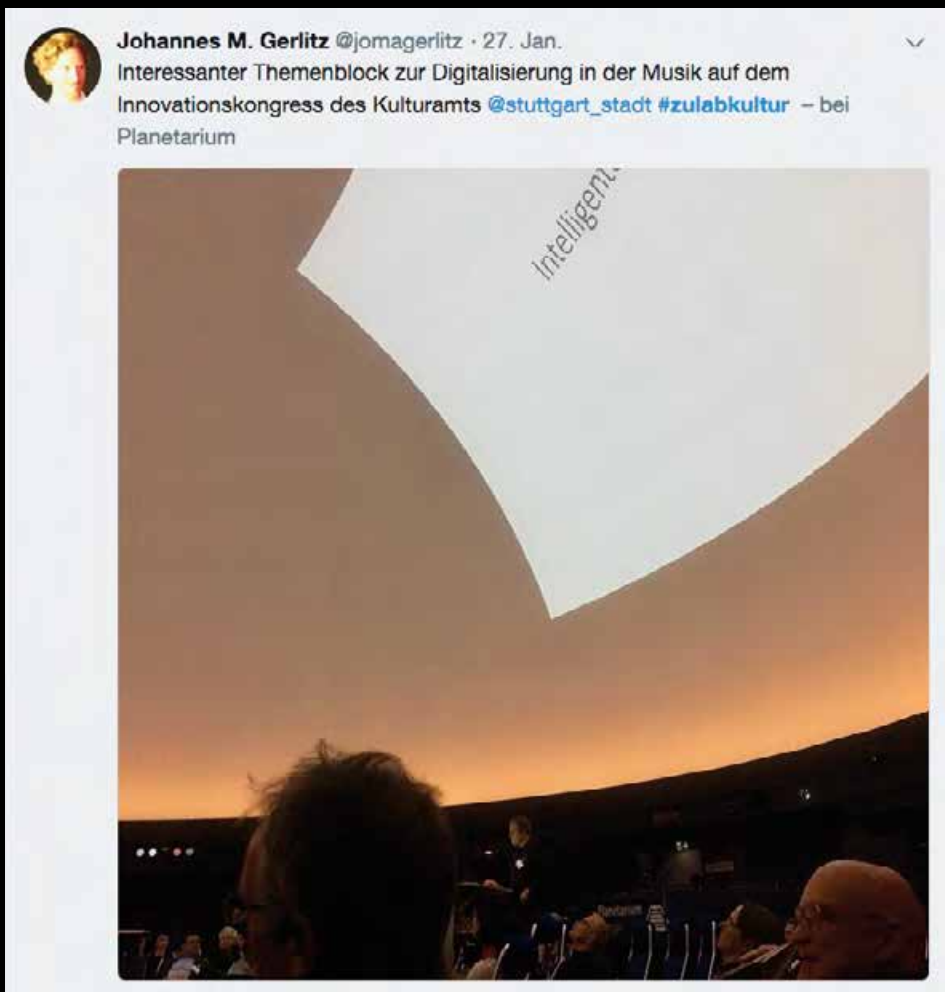 Johannes M. Gerlitz @jomagerlitz · 27. Jan.
Interessanter Themenblock zur Digitalisierung in der Musik auf dem
Innovationskongress des Kulturamts @stuttgart_stadt #zulabkultur – bei
Planetarium
Planetarium